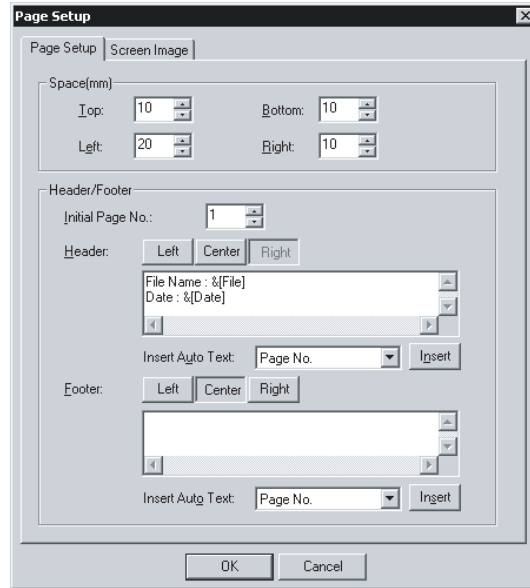 Page Setup
Page Setup Screen Image
Space(mm)
Top: 10 Bottom: 10
Left: 20 Right: 10
Header/Footer
Initial Page No.: 1
Header: Left Center Right
File Name : &[File]
Date : &[Date]
Insert Auto Text: Page No. Insert
Footer: Left Center Right
Insert Auto Text: Page No. Insert
OK Cancel